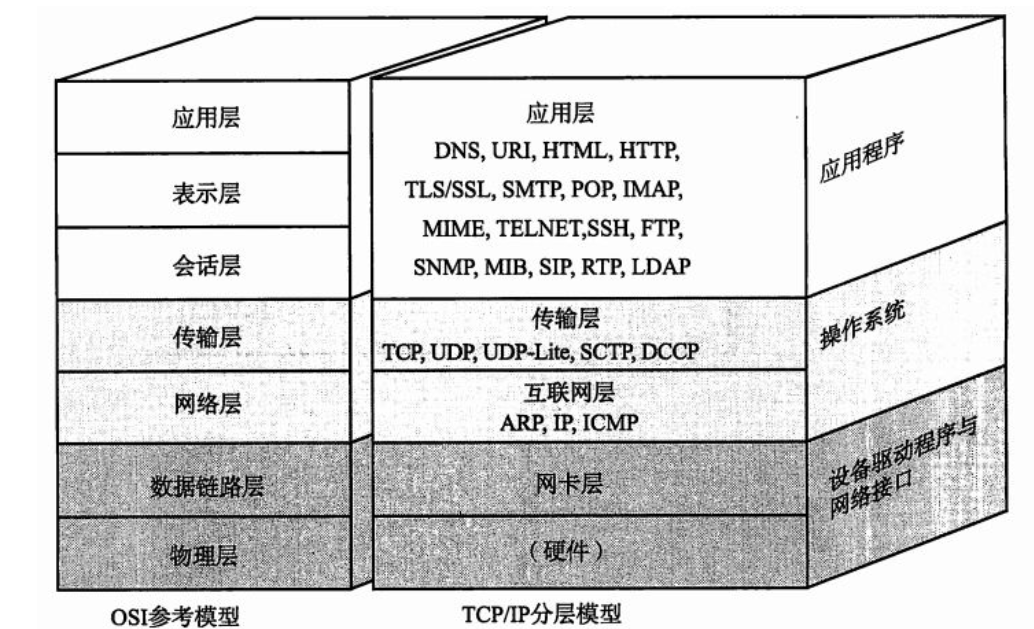 应用层
表示层
会话层
传输层
网络层
数据链路层
物理层
OSI参考模型
应用层
DNS, URI, HTML, HTTP,
TLS/SSL, SMTP, POP, IMAP,
MIME, TELNET,SSH, FTP,
SNMP, MIB, SIP, RTP, LDAP
传输层
TCP, UDP, UDP-Lite, SCTP, DCCP
互联网层
ARP, IP, ICMP
网卡层
（硬件）
TCP/IP分层模型
应用程序
操作系统
设备驱动程序与
网络接口